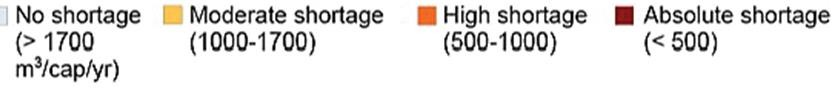 No shortage
(> 1700
m³/cap/yr)
Moderate shortage
(1000-1700)
High shortage
(500-1000)
Absolute shortage
(< 500)